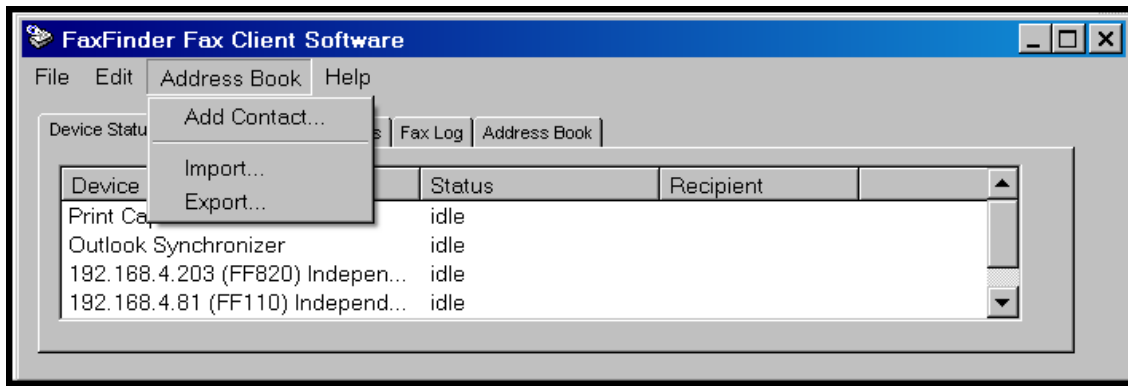 FaxFinder Fax Client Software
File Edit Address Book Help
Add Contact...
Import...
Export...
Device Statu
s Fax Log Address Book
Device Status Recipient
Print Ca
idle
Outlook Synchronizer idle
192.168.4.203 (FF820) Indepen... idle
192.168.4.81 (FF110) Independ... idle